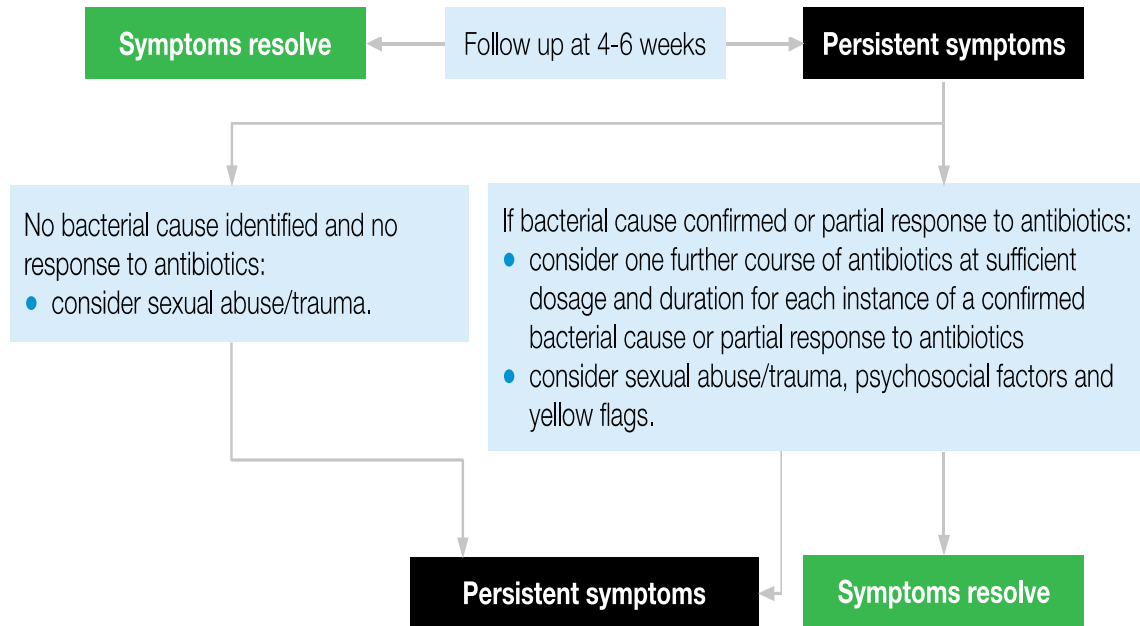 Symptoms resolve
Follow up at 4-6 weeks
Persistent symptoms
No bacterial cause identified and no
response to antibiotics:
• consider sexual abuse/trauma.
If bacterial cause confirmed or partial response to antibiotics:
• consider one further course of antibiotics at sufficient
dosage and duration for each instance of a confirmed
bacterial cause or partial response to antibiotics
• consider sexual abuse/trauma, psychosocial factors and
yellow flags.
Persistent symptoms
Symptoms resolve